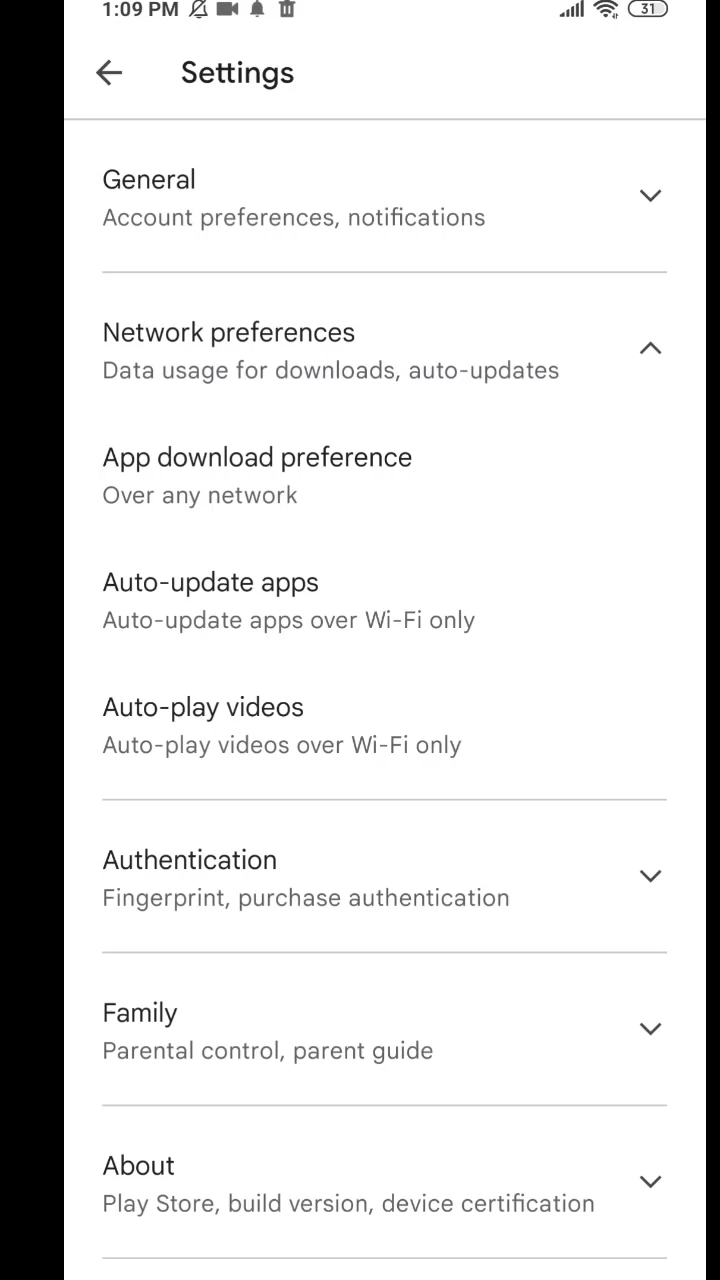 1:09 PM 31
Settings
General
Account preferences, notifications
Network preferences
Data usage for downloads, auto-updates
App download preference
Over any network
Auto-update apps
Auto-update apps over Wi-Fi only
Auto-play videos
Auto-play videos over Wi-Fi only
Authentication
Fingerprint, purchase authentication
Family
Parental control, parent guide
About
Play Store, build version, device certification